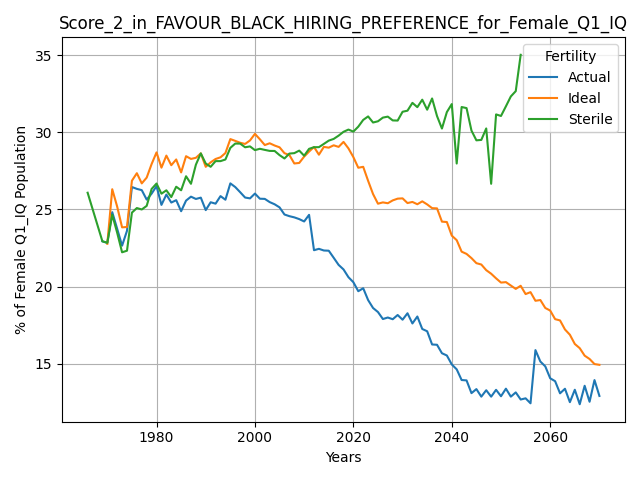 Score_2_in_FAVOUR_BLACK_HIRING_PREFERENCE_for_Female_Q1_IQ
Fertility
Actual
Ideal
Sterile
35
30
25
20
15
% of Female Q1_IQ Population
1980
2000
2020
2040
2060
Years